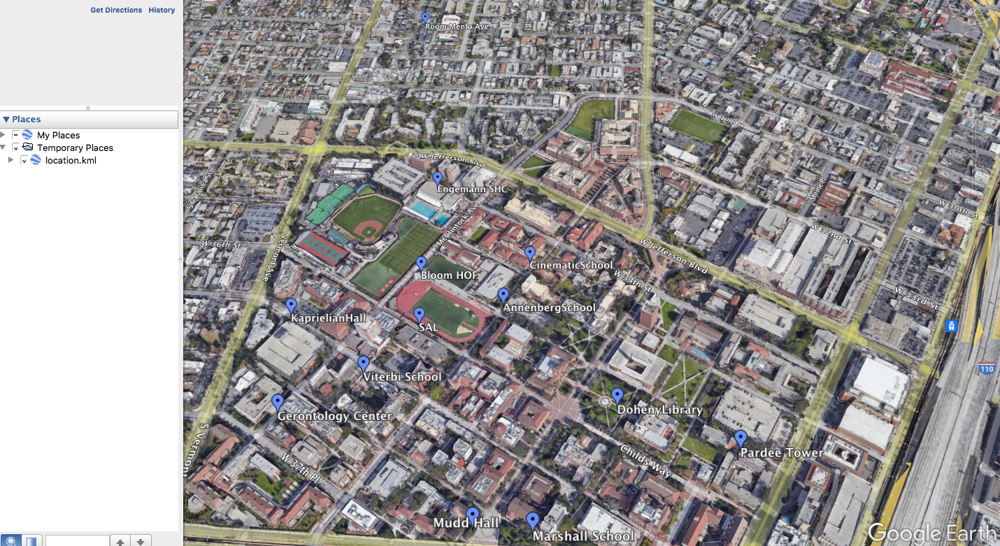 Get Directions History
Places
My Places
Temporary Places
location.kml
Room Menlo Ave
W 32nd St
W Jefferson Blvd
S Catalina St
Engemann SHC
Shrine Pl
W 30th St
McClintock Ave
W 32nd St
W 36th St
Vermont Ave
W Jefferson Blvd
CinematicSchool
Bloom HOF
W 34th St
W 33rd St
AnnenbergSchool
KaprielianHall
SAL
110
Viterbi School
DohenyLibrary
Gerontology Center
S Vermont
Childs Way
Pardee Tower
W 37th Pl
Mudd Hall
Marshall School
Google Earth